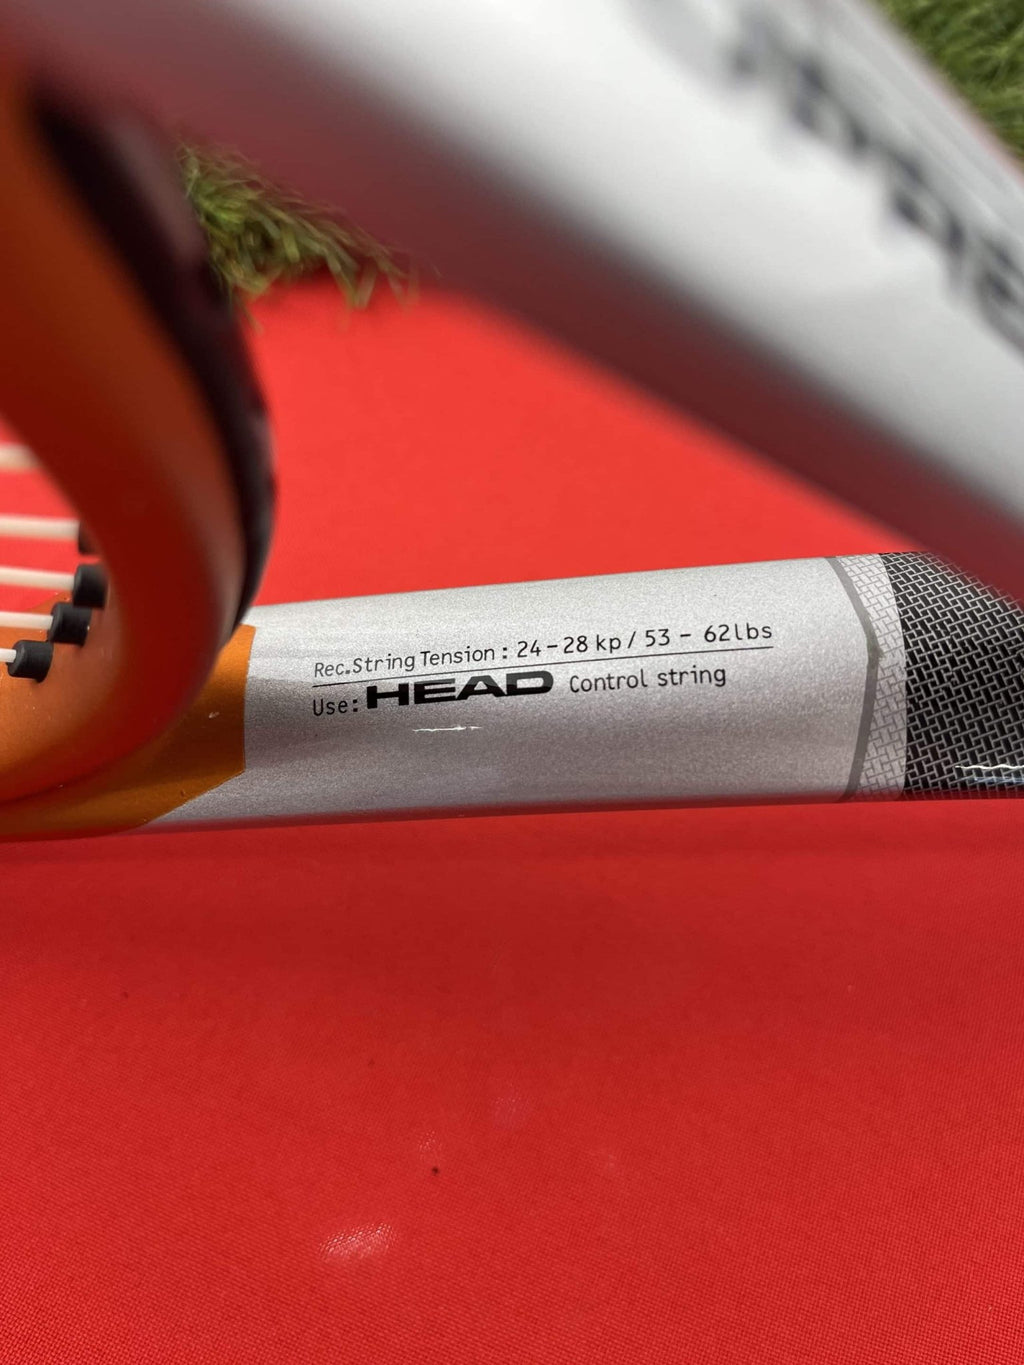 Rec.String Tension : 24-28 kp / 53 - 62lbs
Use: HEAD Control string